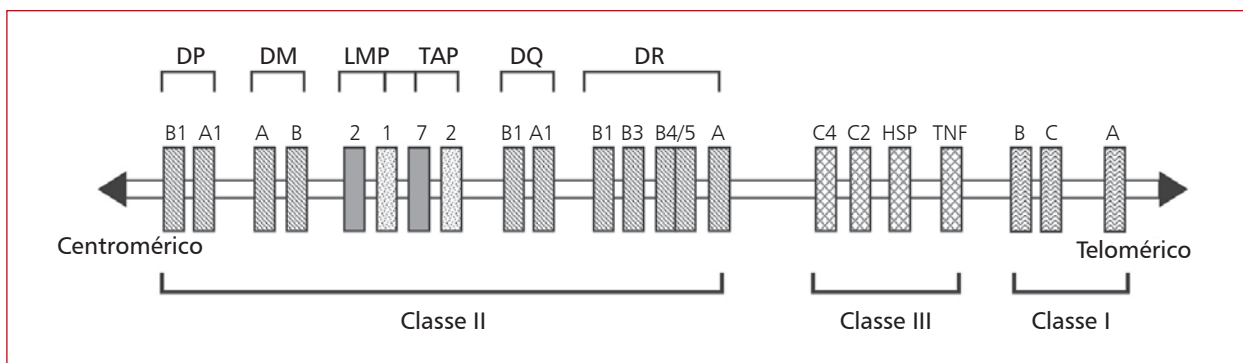 DP DM LMP TAP DQ DR
B1 A1 A B 2 1 7 2 B1 A1 B1 B3 B4/5 A C4 C2 HSP TNF B C A
Centromérico Telomérico
Classe II Classe III Classe I